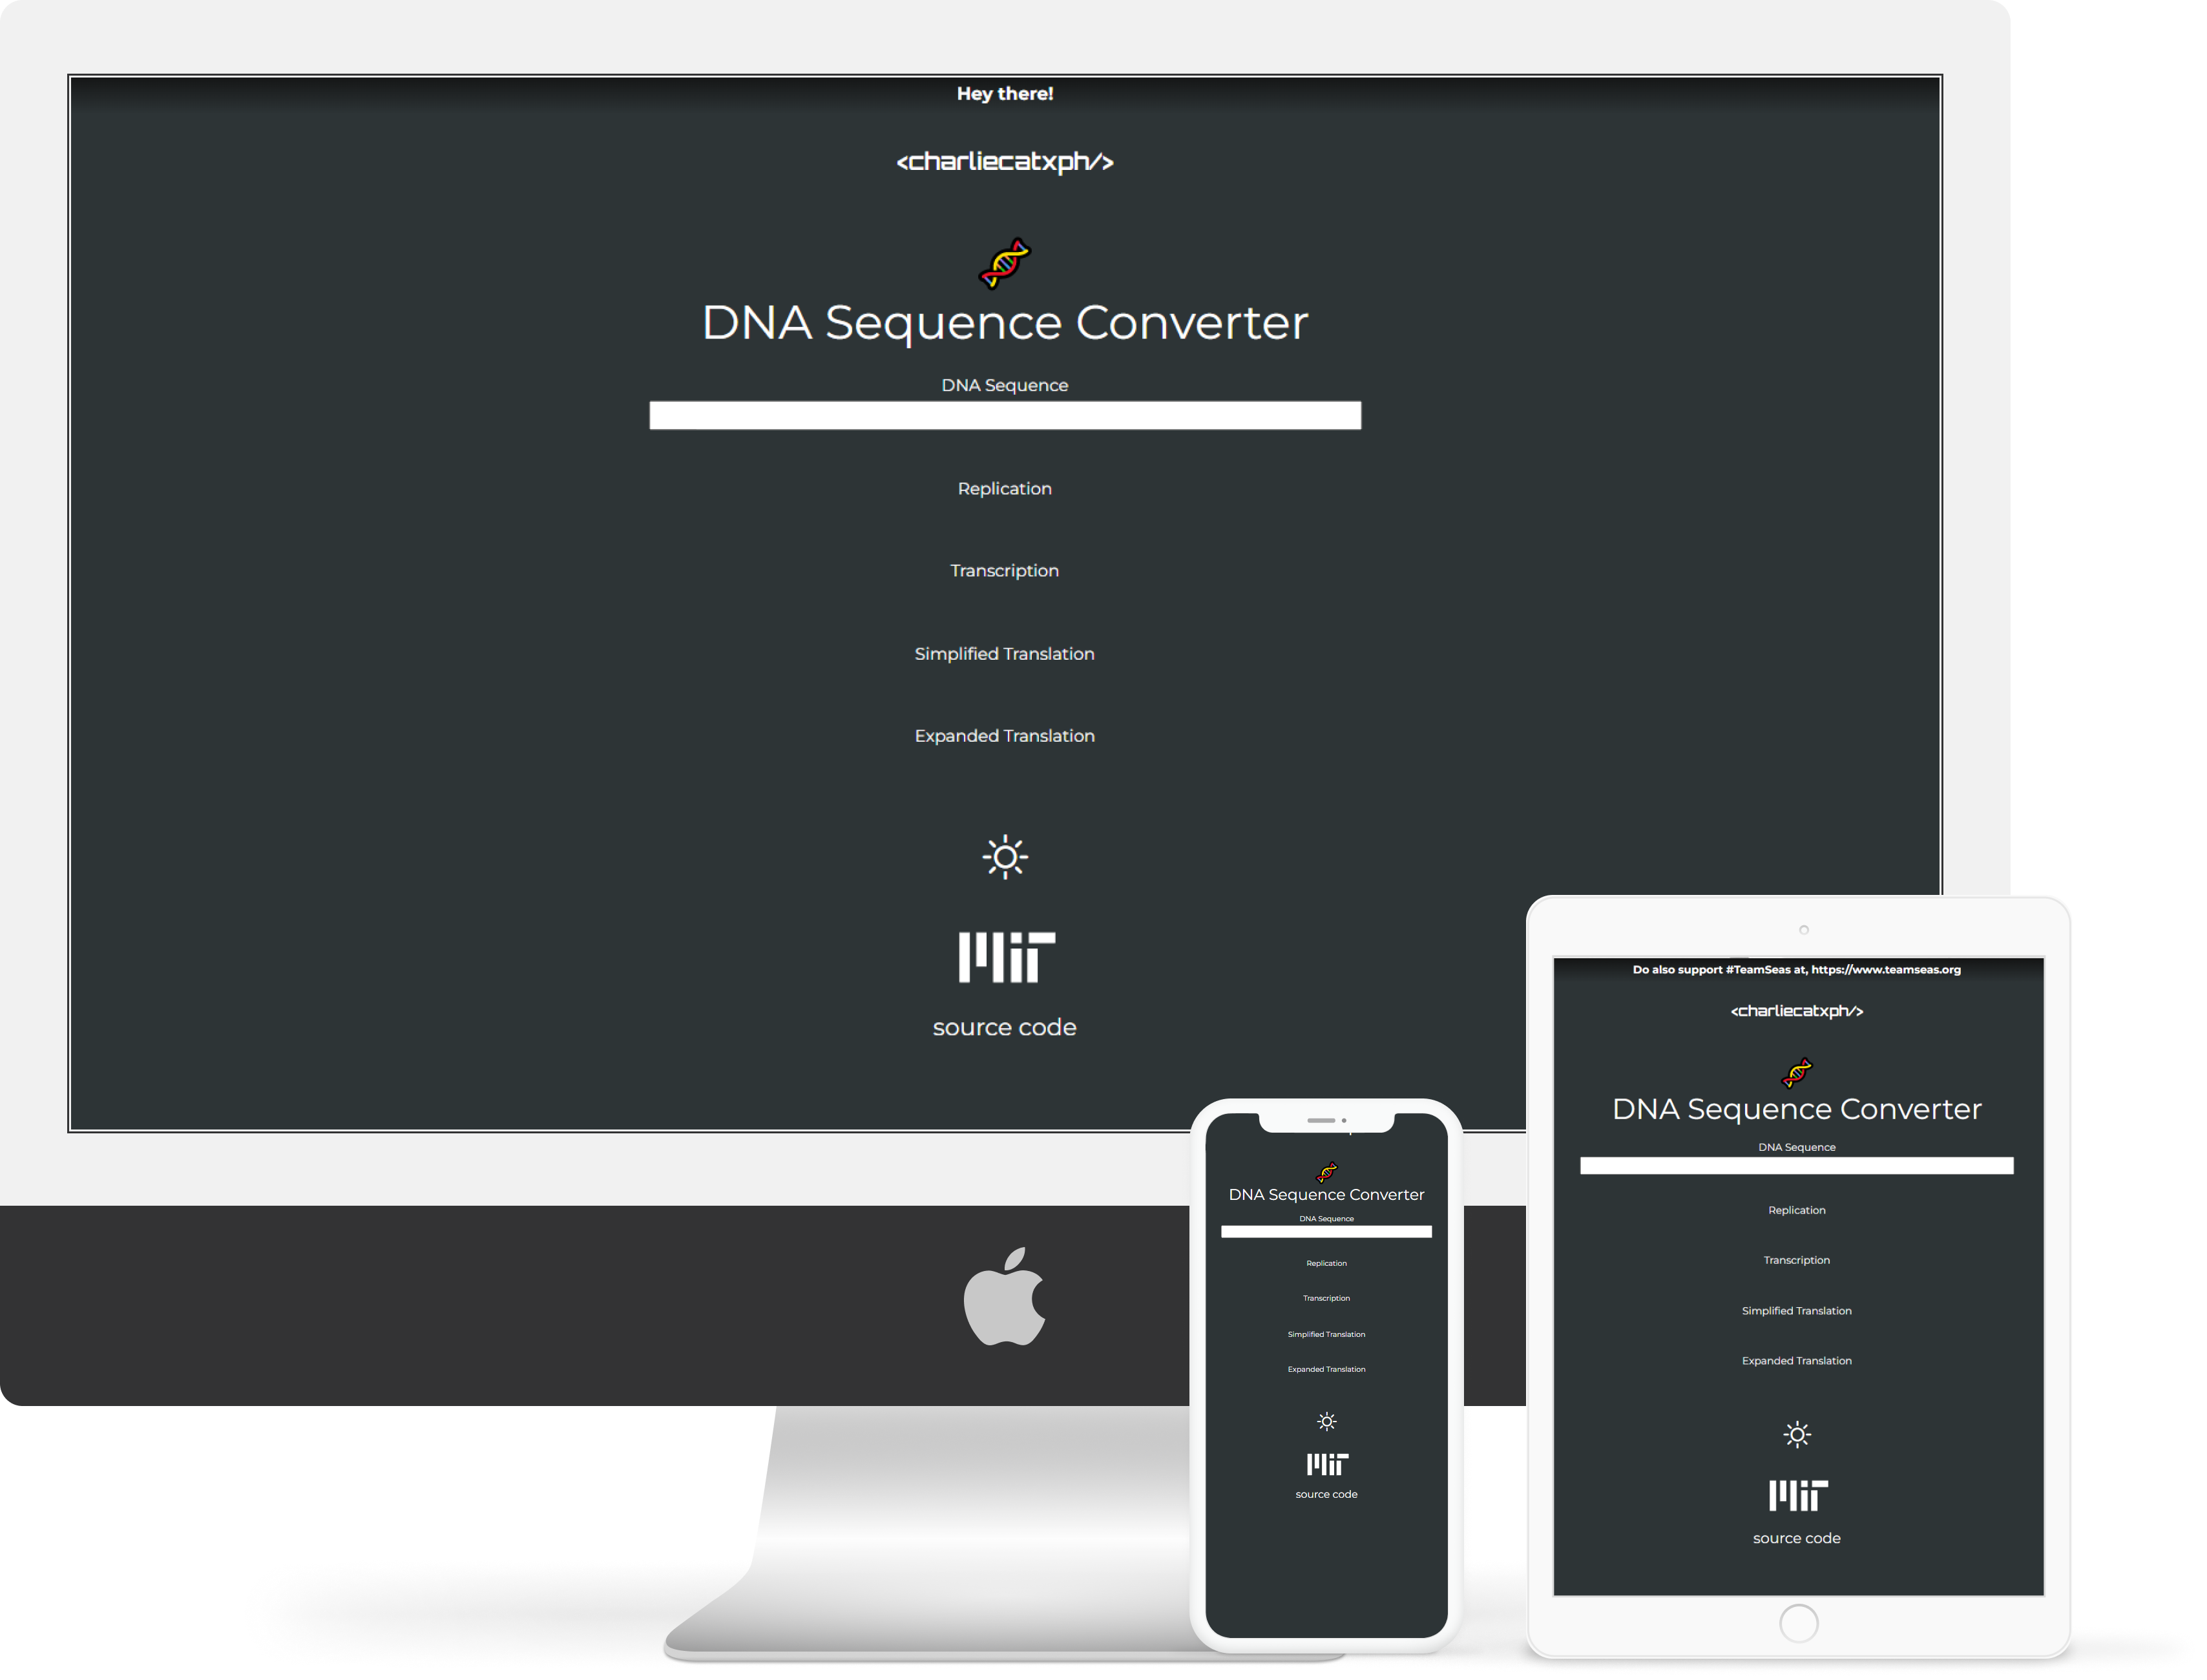 Hey there!
<charliecatxph/>
DNA Sequence Converter
DNA Sequence
Replication
Transcription
Simplified Translation
Expanded Translation
MIT
source code
DNA Sequence Converter
DNA Sequence
Replication
Transcription
Simplified Translation
Expanded Translation
MIT
source code
Do also support #TeamSeas at, https://www.teamseas.org
<charliecatxph/>
DNA Sequence Converter
DNA Sequence
Replication
Transcription
Simplified Translation
Expanded Translation
MIT
source code